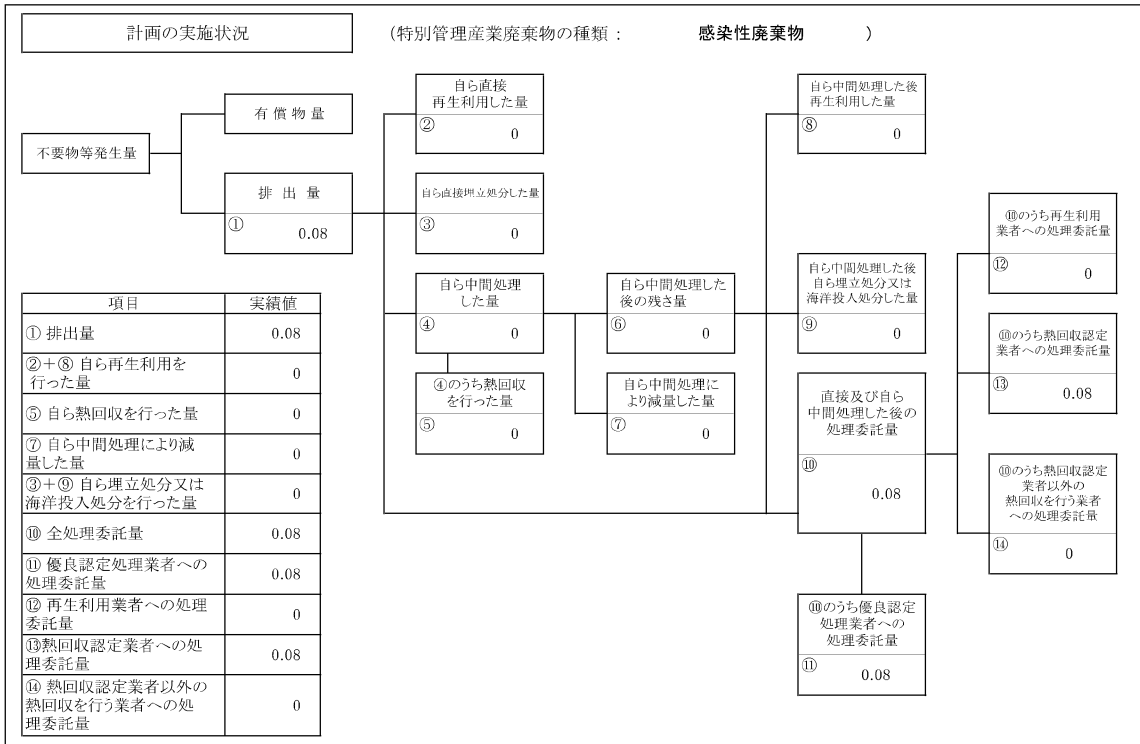 計画の実施状況
(特別管理産業廃棄物の種類： 感染性廃棄物 )
不要物等発生量
有償物量
排出量
①
0.08
自ら直接
再生利用した量
②
0
自ら直接埋立処分した量
③
0
自ら中間処理
した量
④
0
④のうち熱回収
を行った量
⑤
0
自ら中間処理した
後の残さ量
⑥
0
自ら中間処理に
より減量した量
⑦
0
自ら中間処理した後
再生利用した量
⑧
0
自ら中間処理した後
自ら埋立処分又は
海洋投入処分した量
⑨
0
直接及び自ら
中間処理した後の
処理委託量
⑩
0.08
⑩のうち優良認定
処理業者への
処理委託量
⑪
0.08
⑩のうち再生利用
業者への処理委託量
⑫
0
⑩のうち熱回収認定
業者への処理委託量
⑬
0.08
⑩のうち熱回収認定
業者以外の
熱回収を行う業者
への処理委託量
⑭
0
項目 実績値
① 排出量 0.08
②＋⑧ 自ら再生利用を
行った量 0
⑤ 自ら熱回収を行った量 0
⑦ 自ら中間処理により減
量した量 0
③＋⑨ 自ら埋立処分又は
海洋投入処分を行った量 0
⑩ 全処理委託量 0.08
⑪ 優良認定処理業者への
処理委託量 0.08
⑫ 再生利用業者への処理
委託量 0
⑬熱回収認定業者への処
理委託量 0.08
⑭ 熱回収認定業者以外の
熱回収を行う業者への処
理委託量 0